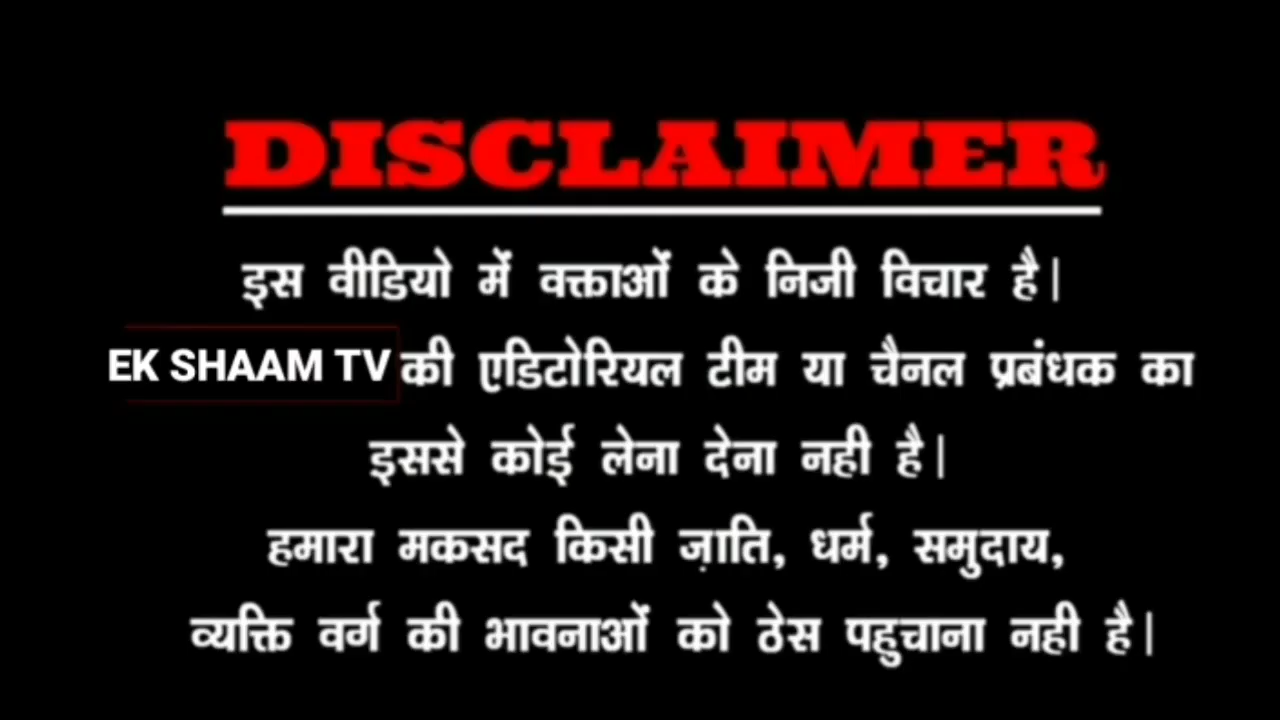 DISCLAIMER
इस वीडियो में वक्ताओं के निजी विचार है|
EK SHAAM TV की एडिटोरियल टीम या चैनल प्रबंधक का
इससे कोई लेना देना नही है|
हमारा मकसद किसी ज़ाति, धर्म, समुदाय,
व्यक्ति वर्ग की भावनाओं को ठेस पहुचाना नही है|